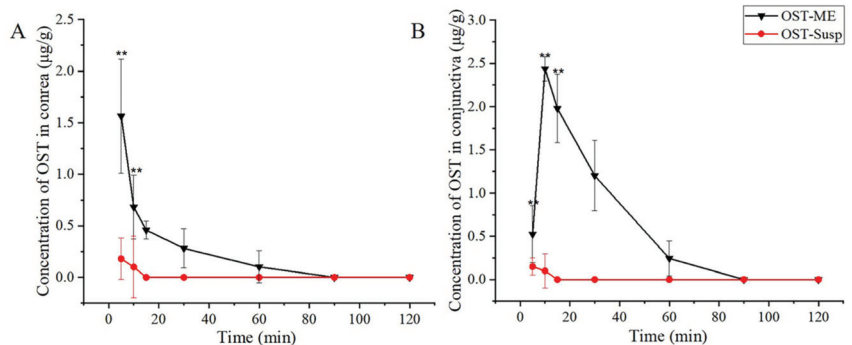 A
Concentration of OST in conrea (μg/g)
2.5
2.0
1.5
1.0
0.5
0.0
**
**
0 20 40 60 80 100 120
Time (min)
B
Concentration of OST in conjunctiva (μg/g)
3.0
2.5
2.0
1.5
1.0
0.5
0.0
**
**
**
0 20 40 60 80 100 120
Time (min)
OST-ME
OST-Susp